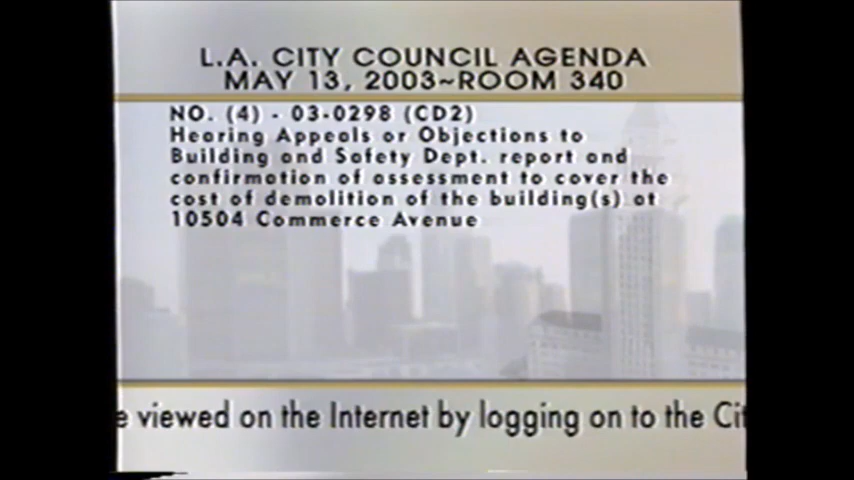 L.A. CITY COUNCIL AGENDA
MAY 13, 2003~ROOM 340
NO. (4) - 03-0298 (CD2)
Hearing Appeals or Objections to
Building and Safety Dept. report and
confirmation of assessment to cover the
cost of demolition of the building(s) at
10504 Commerce Avenue
e viewed on the Internet by logging on to the Cit